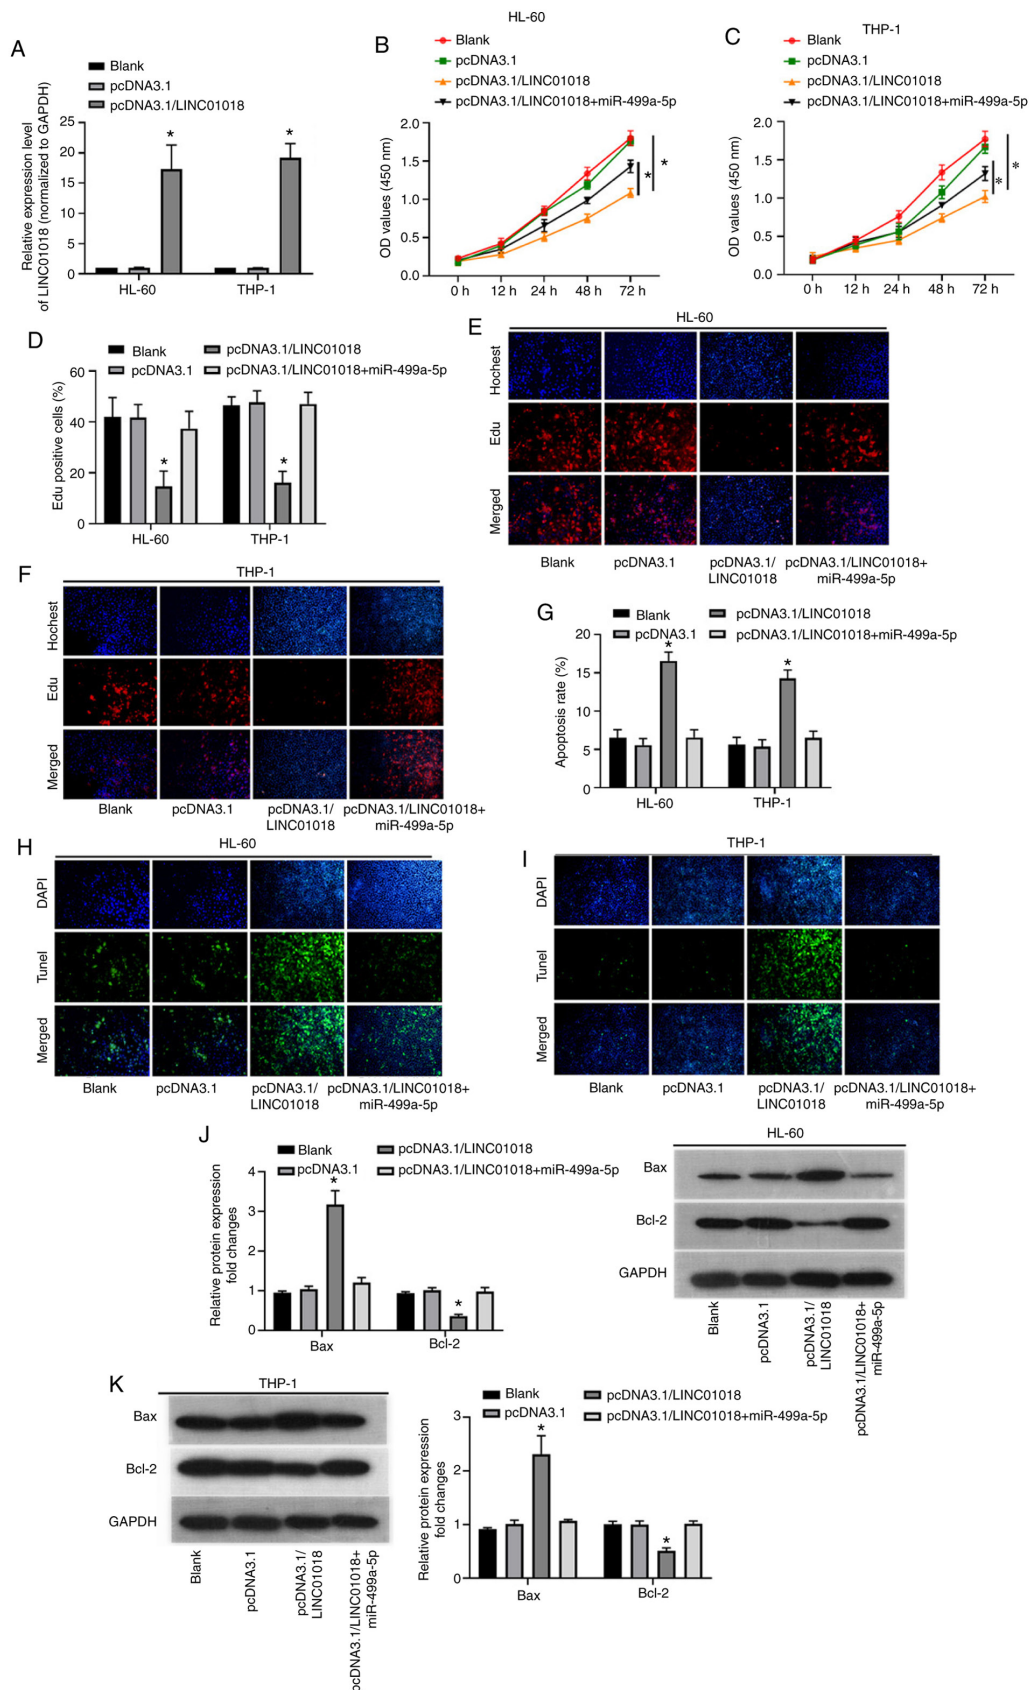 A
Blank
pcDNA3.1
pcDNA3.1/LINC01018
Relative expression level
of LINC01018 (normalized to GAPDH)
25
20
15
10
5
0
HL-60
THP-1
*
*
HL-60
B
Blank
pcDNA3.1
pcDNA3.1/LINC01018
pcDNA3.1/LINC01018+miR-499a-5p
OD values (450 nm)
2.0
1.5
1.0
0.5
0.0
0 h
12 h
24 h
48 h
72 h
*
*
THP-1
C
Blank
pcDNA3.1
pcDNA3.1/LINC01018
pcDNA3.1/LINC01018+miR-499a-5p
OD values (450 nm)
2.0
1.5
1.0
0.5
0.0
0 h
12 h
24 h
48 h
72 h
*
*
D
Blank
pcDNA3.1/LINC01018
pcDNA3.1
pcDNA3.1/LINC01018+miR-499a-5p
Edu positive cells (%)
60
40
20
0
*
*
HL-60
THP-1
E
HL-60
Hochest
Edu
Merged
Blank
pcDNA3.1
pcDNA3.1/
LINC01018
pcDNA3.1/LINC01018+
miR-499a-5p
F
THP-1
Hochest
Edu
Merged
Blank
pcDNA3.1
pcDNA3.1/
LINC01018
pcDNA3.1/LINC01018+
miR-499a-5p
G
Blank
pcDNA3.1/LINC01018
pcDNA3.1
pcDNA3.1/LINC01018+miR-499a-5p
Apoptosis rate (%)
20
15
10
5
0
*
*
HL-60
THP-1
H
HL-60
DAPI
Tunel
Merged
Blank
pcDNA3.1
pcDNA3.1/
LINC01018
pcDNA3.1/LINC01018+
miR-499a-5p
I
THP-1
DAPI
Tunel
Merged
Blank
pcDNA3.1
pcDNA3.1/
LINC01018
pcDNA3.1/LINC01018+
miR-499a-5p
J
Blank
pcDNA3.1/LINC01018
pcDNA3.1
pcDNA3.1/LINC01018+miR-499a-5p
Relative protein expression
fold changes
4
3
2
1
0
*
*
Bax
Bcl-2
HL-60
Bax
Bcl-2
GAPDH
Blank
pcDNA3.1
pcDNA3.1/
LINC01018
pcDNA3.1/LINC01018+
miR-499a-5p
K
THP-1
Bax
Bcl-2
GAPDH
Blank
pcDNA3.1
pcDNA3.1/
LINC01018
pcDNA3.1/LINC01018+
miR-499a-5p
Blank
pcDNA3.1/LINC01018
pcDNA3.1
pcDNA3.1/LINC01018+miR-499a-5p
Relative protein expression
fold changes
3
2
1
0
*
*
Bax
Bcl-2